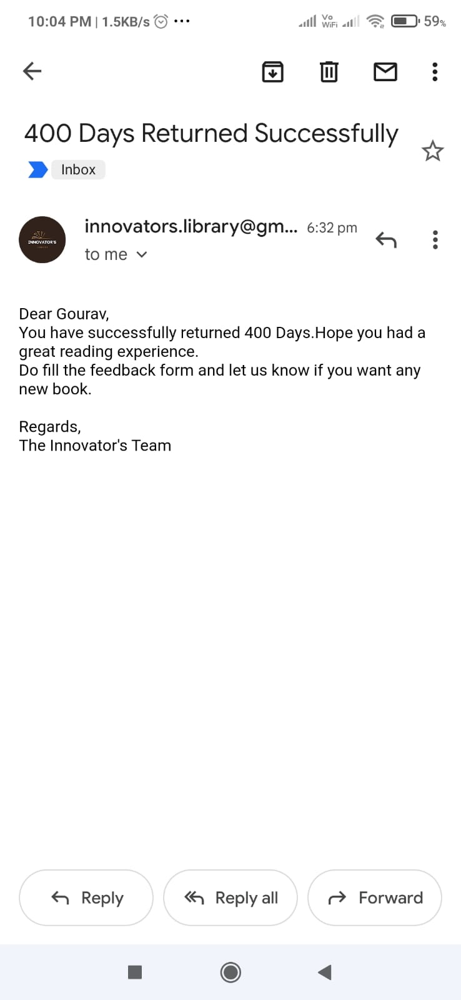 10:04 PM | 1.5KB/s
Vo
WiFi
59%
400 Days Returned Successfully
Inbox
INNOVATOR'S
innovators.library@gm... 6:32 pm
to me
Dear Gourav,
You have successfully returned 400 Days.Hope you had a
great reading experience.
Do fill the feedback form and let us know if you want any
new book.
Regards,
The Innovator's Team
Reply
Reply all
Forward